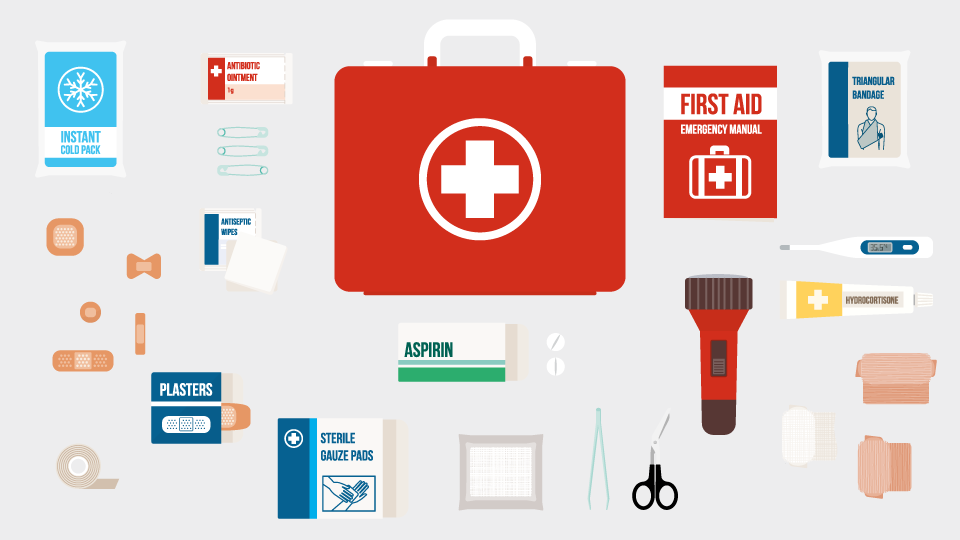 INSTANT
COLD PACK
ANTIBIOTIC
OINTMENT
1g
FIRST AID
EMERGENCY MANUAL
TRIANGULAR
BANDAGE
ANTISEPTIC
WIPES
HYDROCORTISONE
ASPIRIN
PLASTERS
STERILE
GAUZE PADS